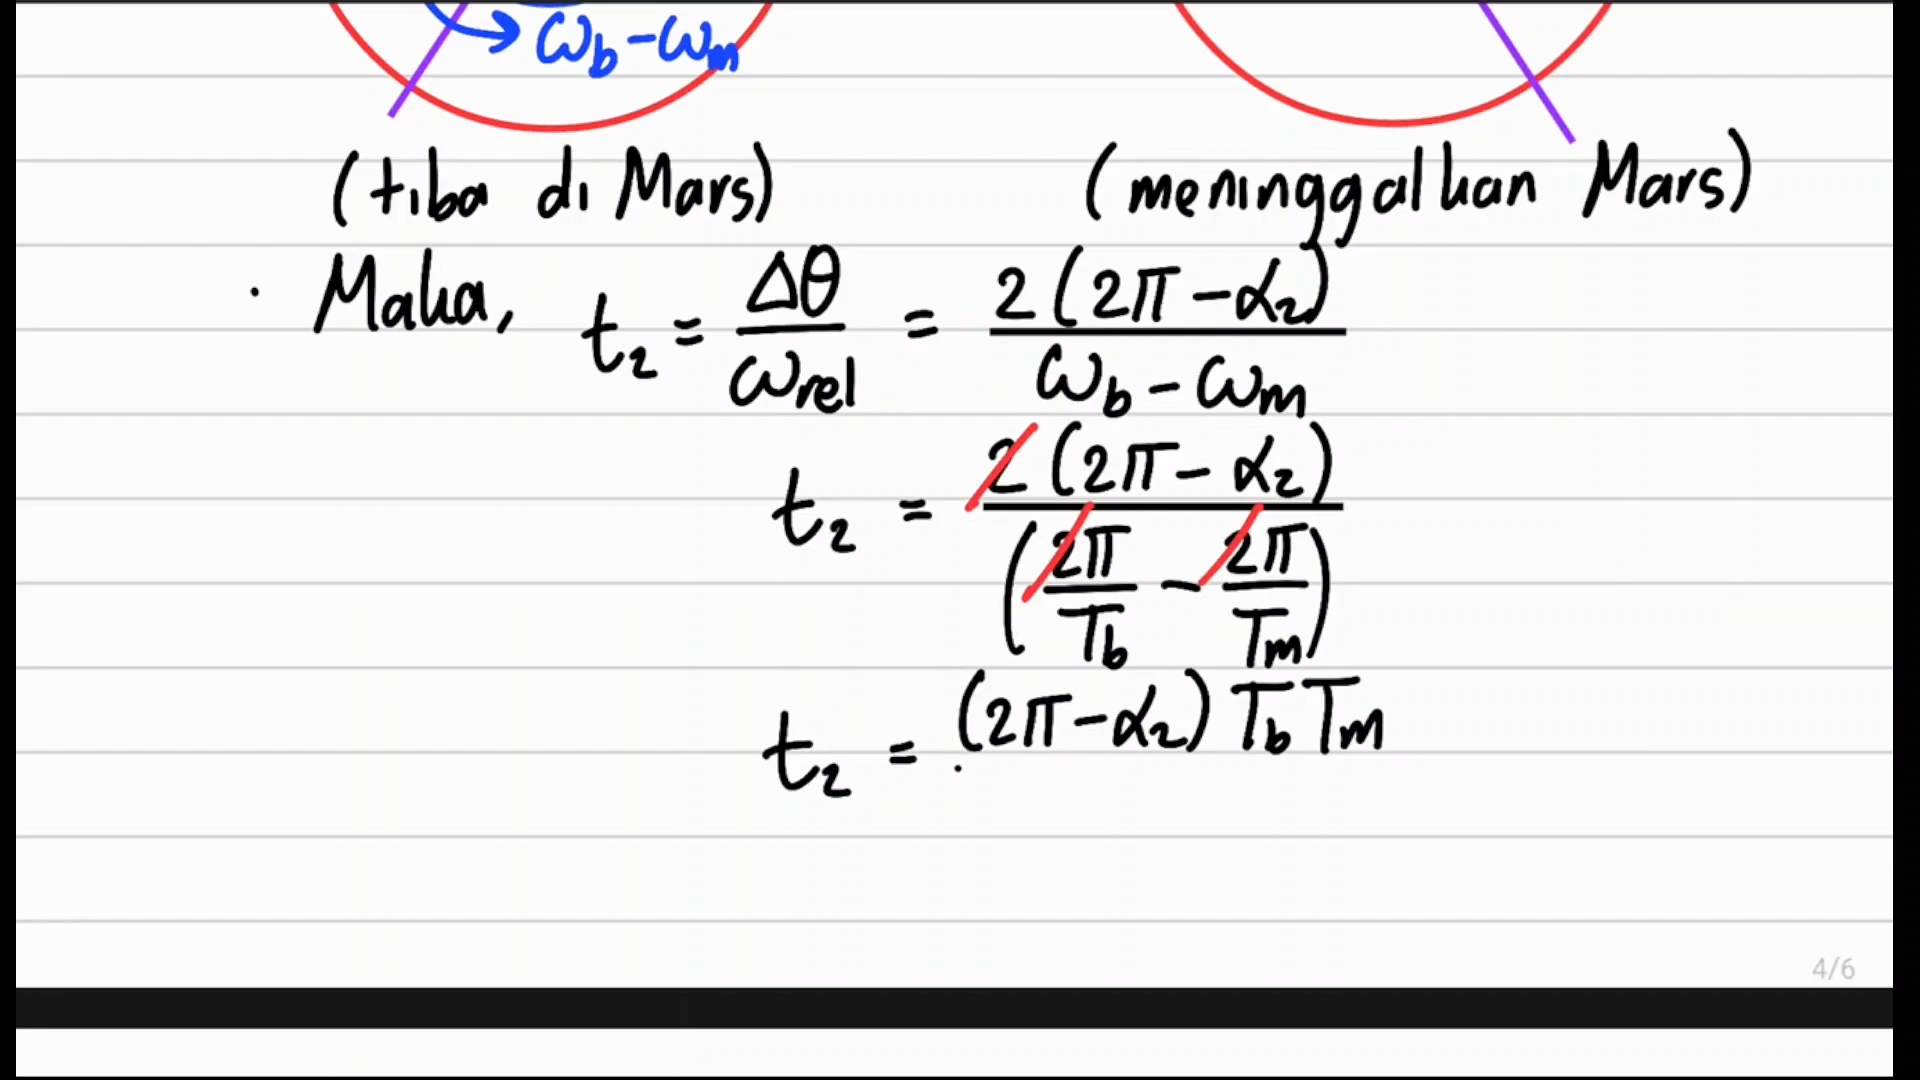 ω_b - ω_m
(tiba di Mars) (meninggalkan Mars)
· Maka, t₂ = Δθ / ω_rel = 2(2π - α₂) / (ω_b - ω_m)
t₂ = 2(2π - α₂) / (2π/T_b - 2π/T_m)
t₂ = (2π - α₂) T_b T_m
4/6